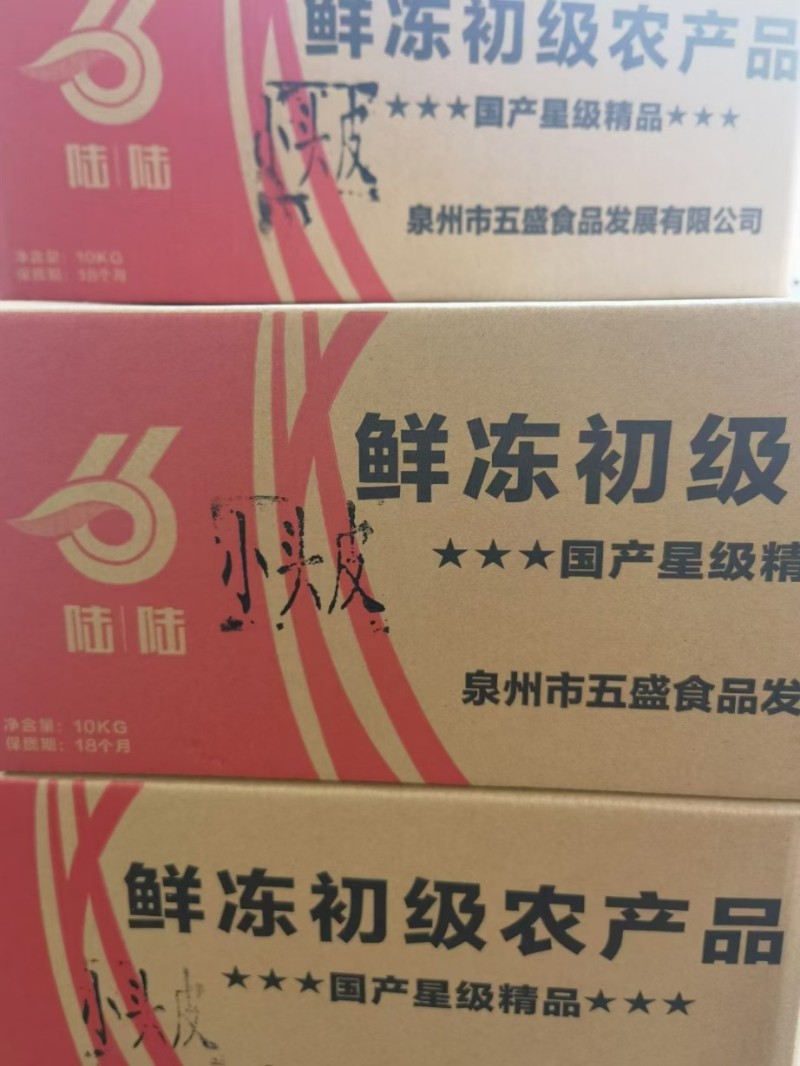 鲜冻初级农产品
小头皮
★★★国产星级精品★★★
陆|陆
泉州市五盛食品发展有限公司
净含量：10KG
保质期：18个月
鲜冻初级
小头皮
★★★国产星级精
陆|陆
泉州市五盛食品发
净含量：10KG
保质期：18个月
鲜冻初级农产品
小头皮
★★★国产星级精品★★★